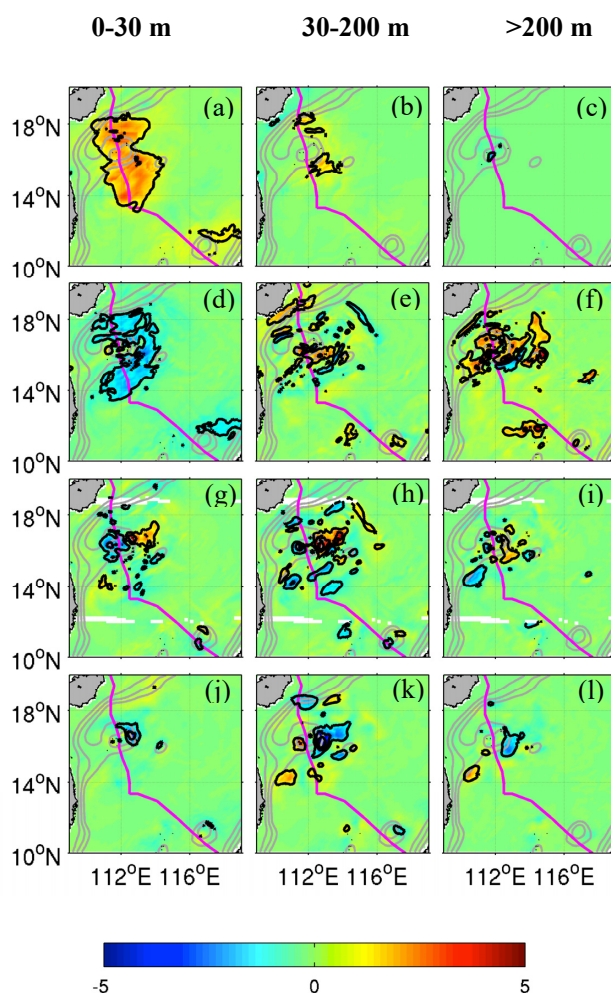 0-30 m 30-200 m >200 m
18°N (a) (b) (c)
14°N
10°N
18°N (d) (e) (f)
14°N
10°N
18°N (g) (h) (i)
14°N
10°N
18°N (j) (k) (l)
14°N
10°N
112°E 116°E 112°E 116°E 112°E 116°E
-5 0 5